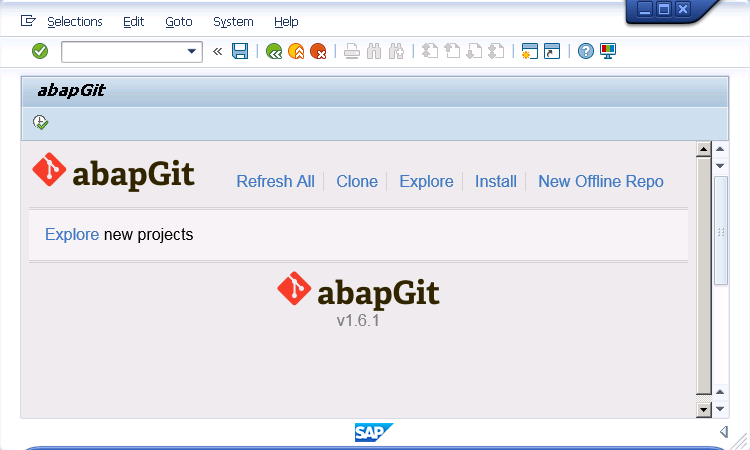 Selections Edit Goto System Help
abapGit
abapGit Refresh All Clone Explore Install New Offline Repo
Explore new projects
abapGit
v1.6.1
SAP